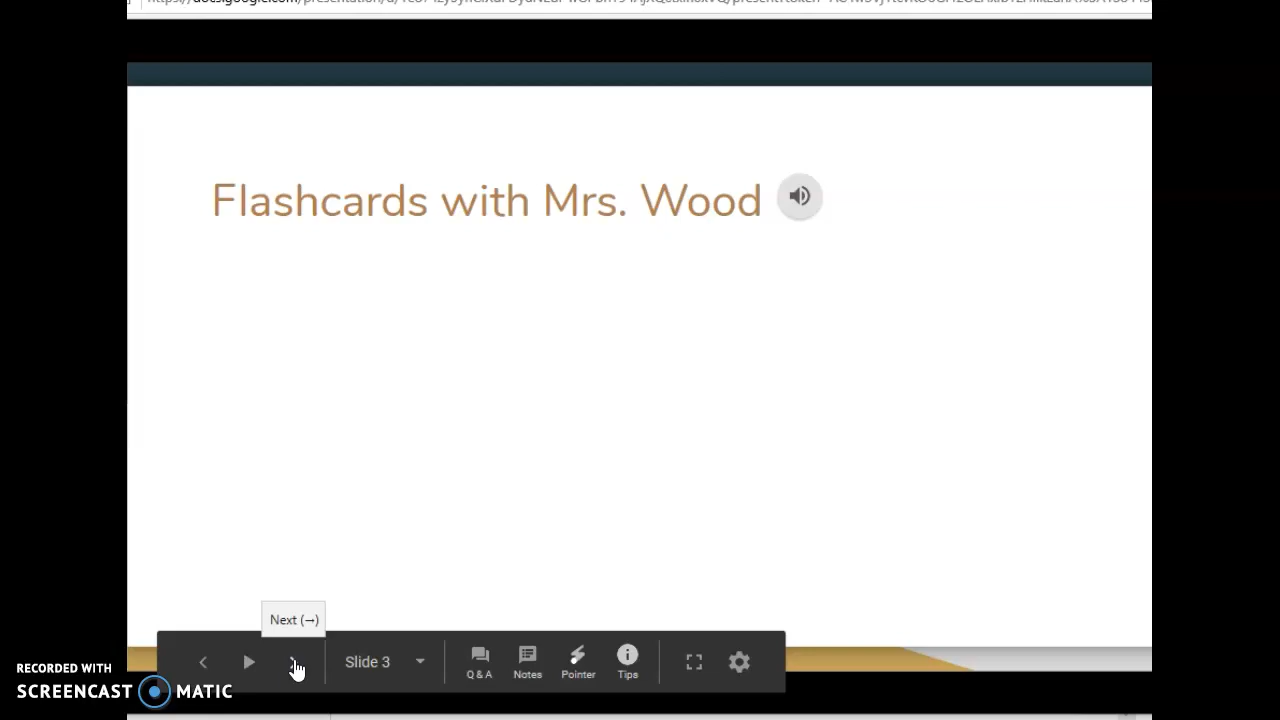 Flashcards with Mrs. Wood
Next (→)
Slide 3
Q & A
Notes
Pointer
Tips
RECORDED WITH
SCREENCAST MATIC